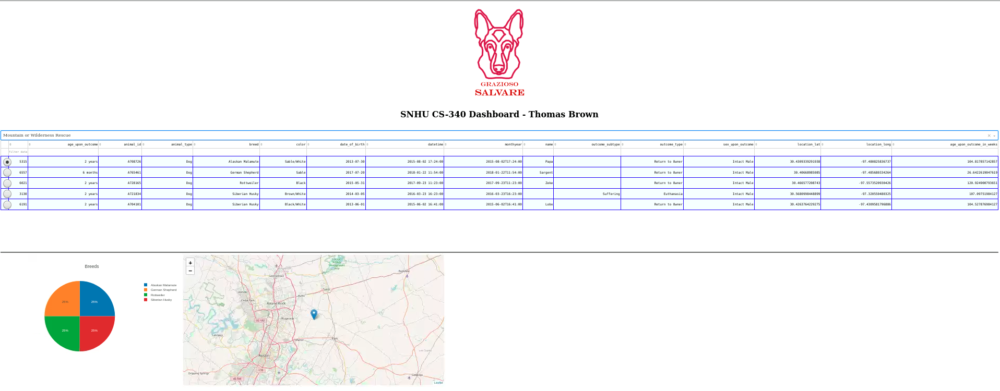 GRAZIOSO
SALVARE
SNHU CS-340 Dashboard - Thomas Brown
Mountain or Wilderness Rescue
age_upon_outcome animal_id animal_type breed color date_of_birth datetime monthyear name outcome_subtype outcome_type sex_upon_outcome location_lat location_long age_upon_outcome_in_weeks
filter data
5315 2 years A708726 Dog Alaskan Malamute Sable/White 2013-07-30 2015-08-02 17:24:00 2015-08-02T17:24:00 Papa Return to Owner Intact Male 30.4309339291938 -97.480825836737 104.817857142857
6557 6 months A765461 Dog German Shepherd Sable 2017-07-20 2018-01-22 11:54:00 2018-01-22T11:54:00 Sargent Return to Owner Intact Male 30.40668985085 -97.485680334264 26.6422619047619
6021 2 years A728165 Dog Rottweiler Black 2015-05-31 2017-09-23 11:23:00 2017-09-23T11:23:00 Zeke Return to Owner Intact Male 30.466577208743 -97.5573520930426 120.924900793651
3130 2 years A721834 Dog Siberian Husky Brown/White 2014-03-05 2016-03-23 16:23:00 2016-03-23T16:23:00 Suffering Euthanasia Intact Male 30.5680998448899 -97.320550480325 107.09751984127
6191 2 years A704101 Dog Siberian Husky Black/White 2013-06-01 2015-06-02 16:41:00 2015-06-02T16:41:00 Lobo Return to Owner Intact Male 30.4263764229275 -97.4309581796886 104.527876984127
Breeds
25%
25%
25%
25%
Alaskan Malamute
German Shepherd
Rottweiler
Siberian Husky
+
−
Granger
Wildlife
Management
Area
Georgetown
Rockdale
Taylor
Leander
Hutto
Cedar Park
Round Rock
Pflugerville
US 183
Lakeway
Manor
Elgin
Lee County
Austin
I 35
Dripping Springs
45 Toll
Giddings
Leaflet